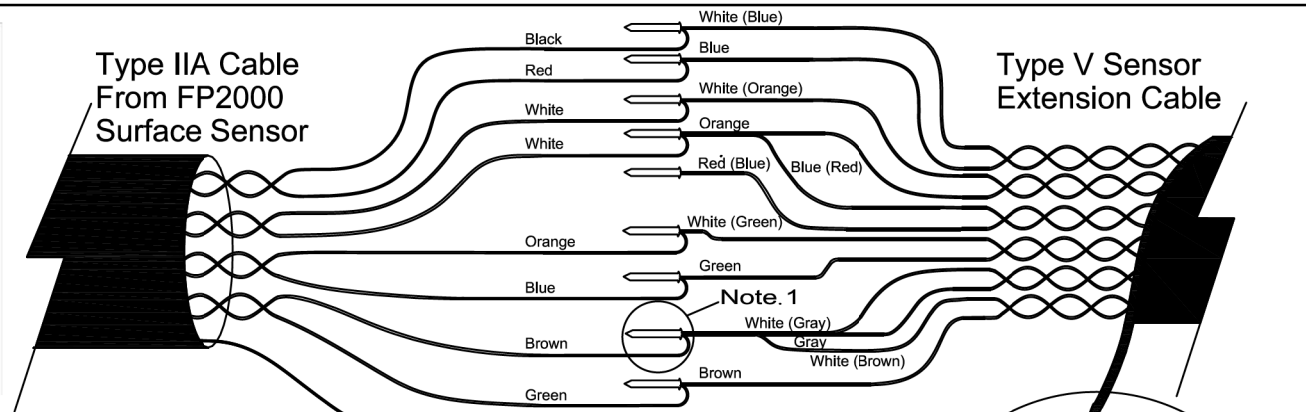 Type IIA Cable
From FP2000
Surface Sensor
Black
Red
White
White
Orange
Blue
Brown
Green
White (Blue)
Blue
White (Orange)
Orange
Red (Blue)
Blue (Red)
White (Green)
Green
Note.1
White (Gray)
Gray
White (Brown)
Brown
Type V Sensor
Extension Cable